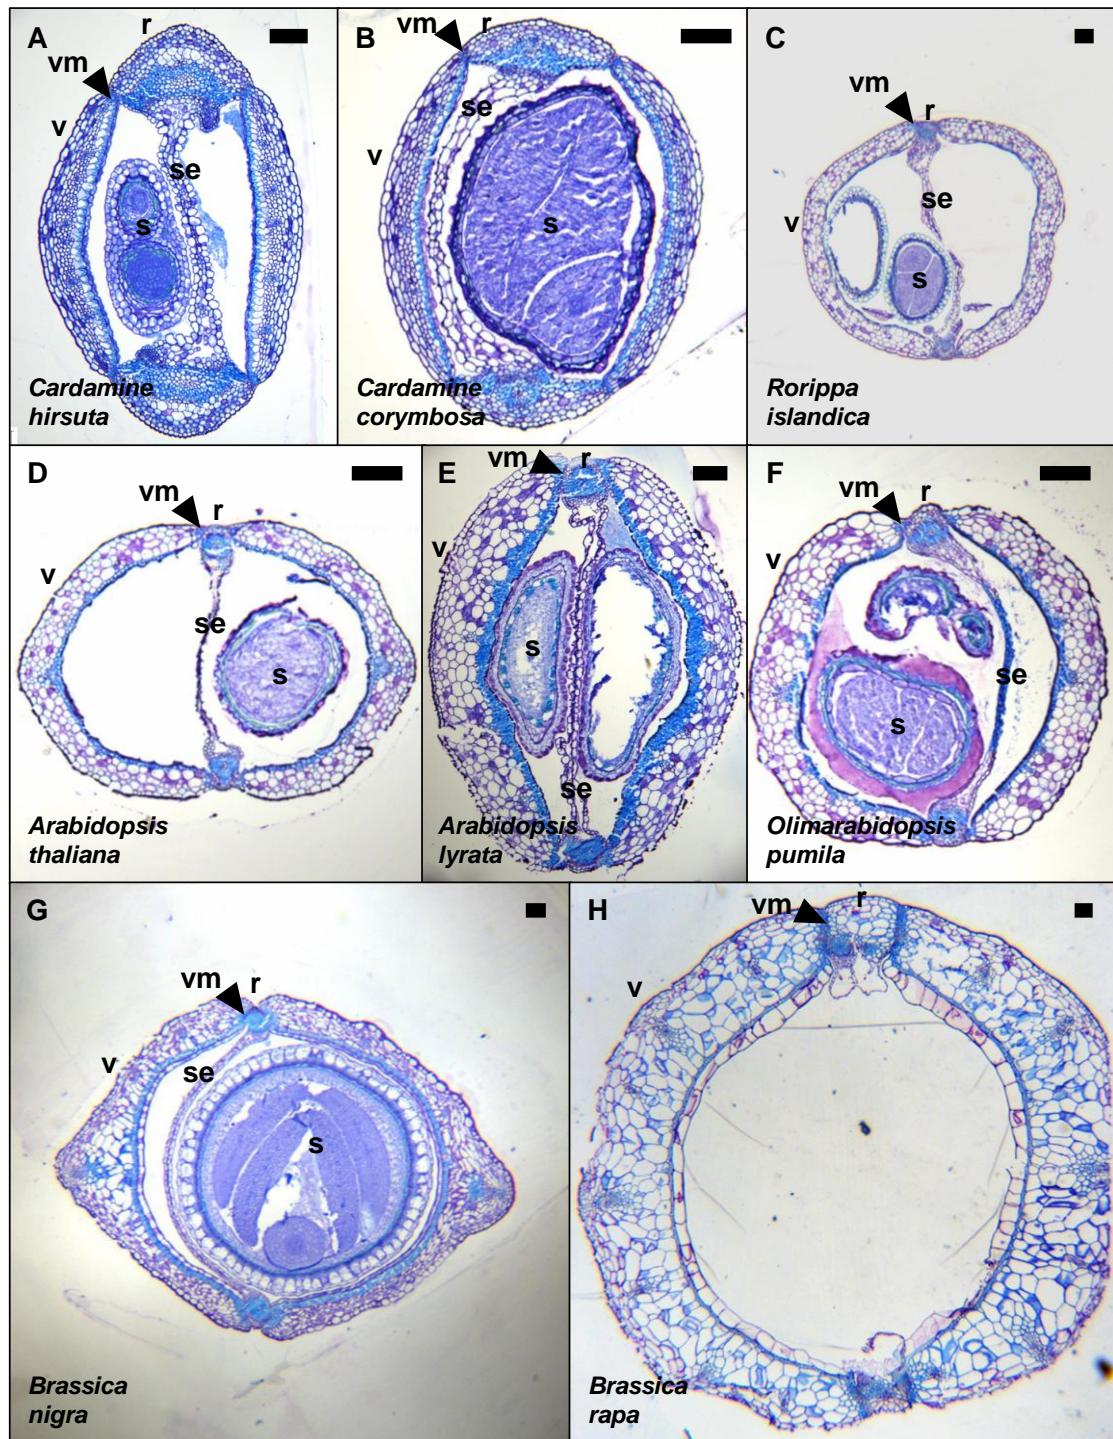 A
r
vm
v
se
s
Cardamine
hirsuta
B
vm
r
se
v
s
Cardamine
corymbosa
C
vm
r
se
v
s
Rorippa
islandica
D
vm
r
v
se
s
Arabidopsis
thaliana
E
vm
r
v
s
se
Arabidopsis
lyrata
F
vm
r
v
se
s
Olimarabidopsis
pumila
G
vm
r
v
se
s
Brassica
nigra
H
vm
r
v
Brassica
rapa